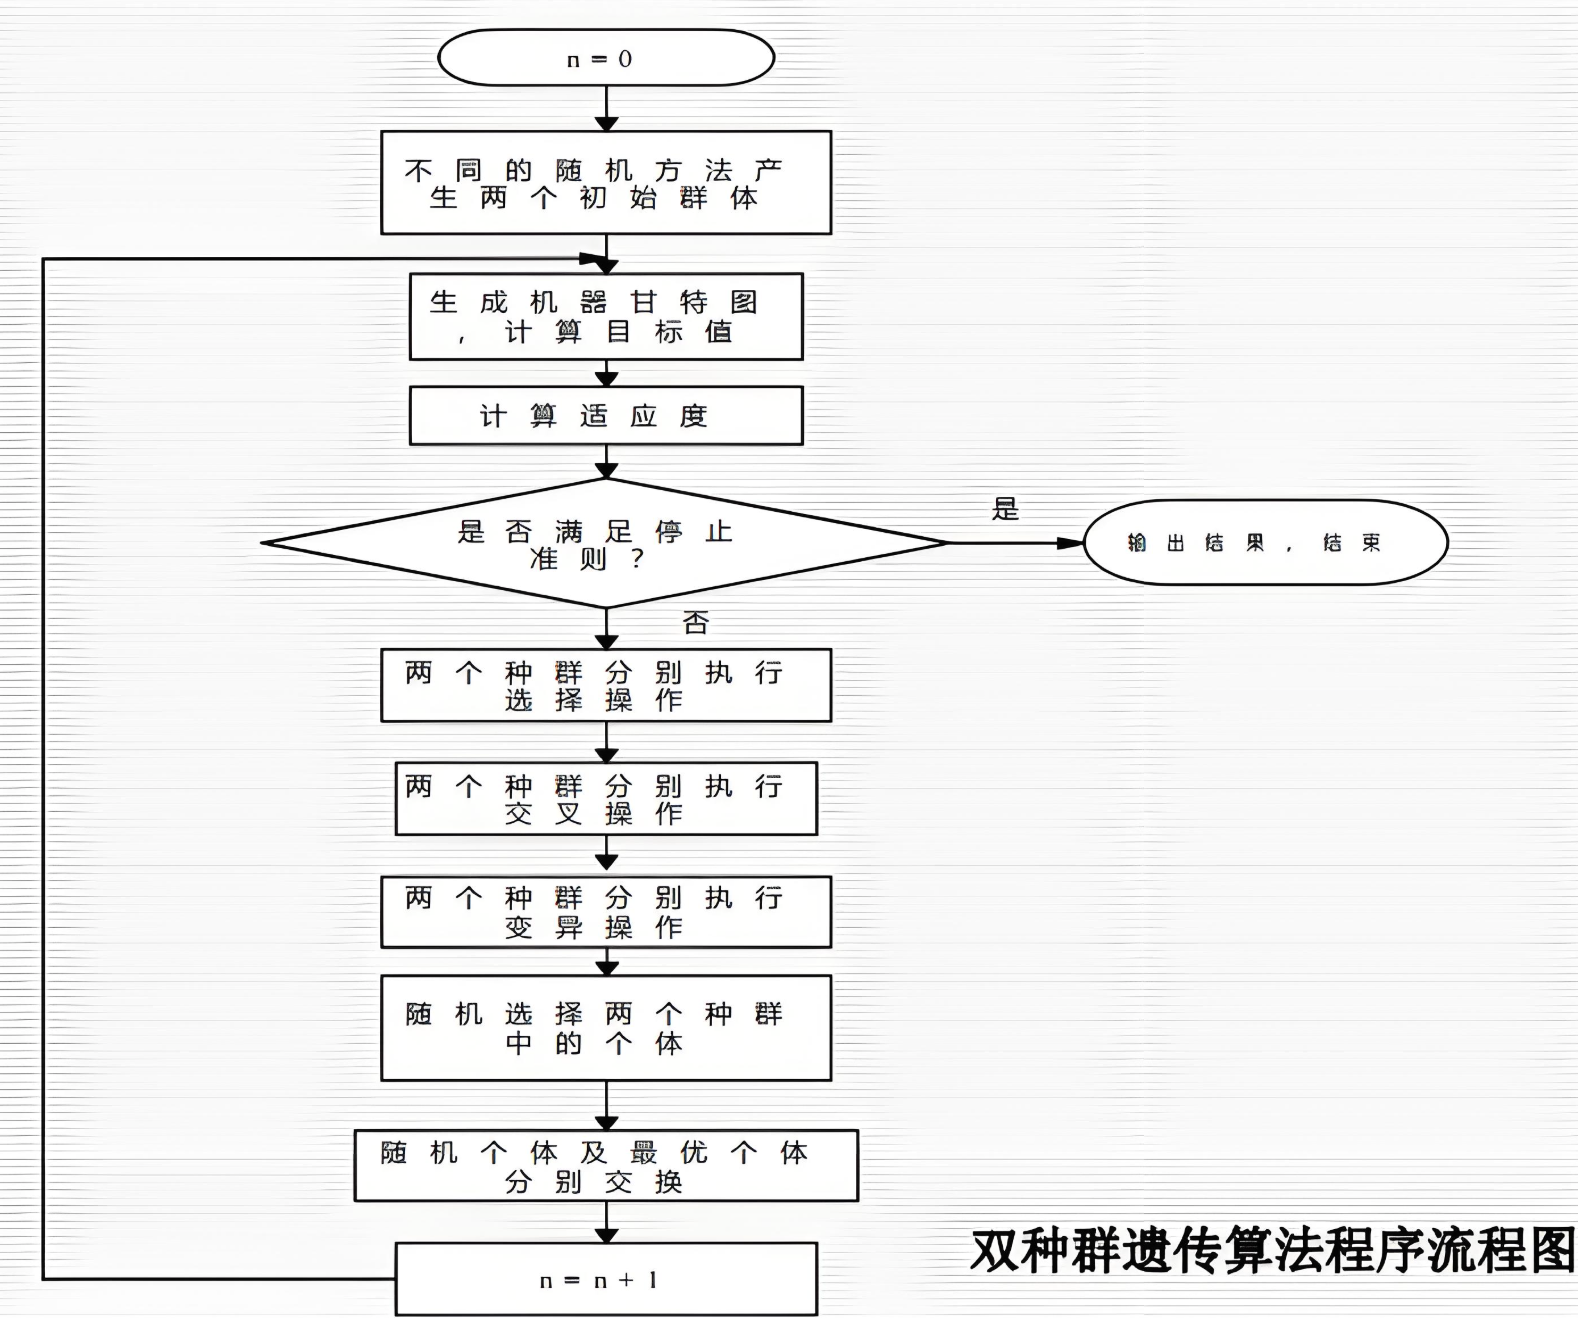 n = 0
不同的随机方法产
生两个初始群体
生成机器甘特图
，计算目标值
计算适应度
是否满足停止
准则？
是
输出结果，结束
否
两个种群分别执行
选择操作
两个种群分别执行
交叉操作
两个种群分别执行
变异操作
随机选择两个种群
中的个体
随机个体及最优个体
分别交换
n = n + 1
双种群遗传算法程序流程图